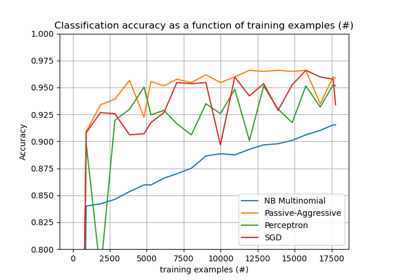 Classification accuracy as a function of training examples (#)
1.000
0.975
0.950
0.925
0.900
0.875
0.850
0.825
0.800
Accuracy
0
2500
5000
7500
10000
12500
15000
17500
training examples (#)
NB Multinomial
Passive-Aggressive
Perceptron
SGD